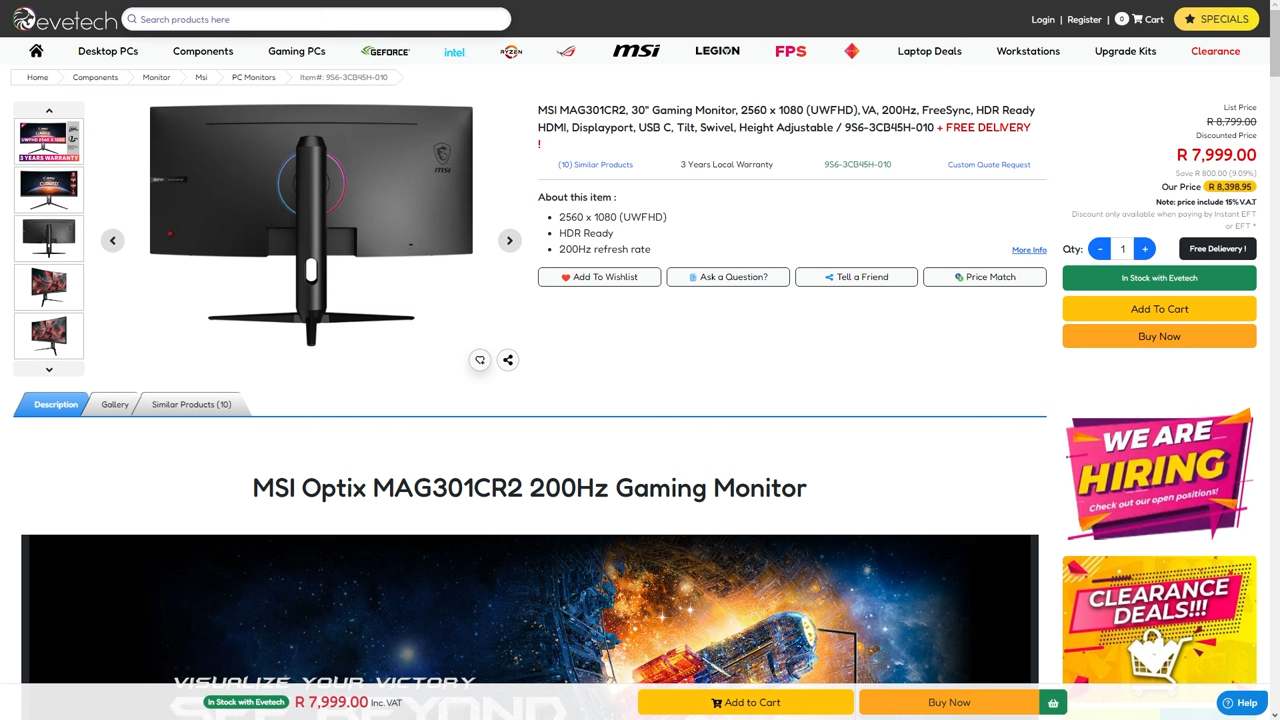 evetech
Search products here
Login | Register | 0 Cart
SPECIALS
Desktop PCs
Components
Gaming PCs
GEFORCE
intel
RYZEN
msi
LEGION
FPS
Laptop Deals
Workstations
Upgrade Kits
Clearance
Home
Components
Monitor
Msi
PC Monitors
Item#: 9S6-3CB45H-010
UWFHD 2560 X 1080
3 YEARS WARRANTY
msi
MSI MAG301CR2, 30" Gaming Monitor, 2560 x 1080 (UWFHD), VA, 200Hz, FreeSync, HDR Ready
HDMI, Displayport, USB C, Tilt, Swivel, Height Adjustable / 9S6-3CB45H-010 + FREE DELIVERY
!
(10) Similar Products
3 Years Local Warranty
9S6-3CB45H-010
Custom Quote Request
About this item :
2560 x 1080 (UWFHD)
HDR Ready
200Hz refresh rate
More Info
Add To Wishlist
Ask a Question?
Tell a Friend
Price Match
List Price
R 8,799.00
Discounted Price
R 7,999.00
Save R 800.00 (9.09%)
Our Price R 8,398.95
Note: price include 15% V.A.T
Discount only available when paying by Instant EFT
or EFT *
Qty: - 1 +
Free Delievery !
In Stock with Evetech
Add To Cart
Buy Now
Description
Gallery
Similar Products (10)
MSI Optix MAG301CR2 200Hz Gaming Monitor
WE ARE
HIRING
Check out our open positions!
CLEARANCE
DEALS!!!
VISUALIZE YOUR VICTORY
In Stock with Evetech R 7,999.00 Inc. VAT
Add to Cart
Buy Now
Help